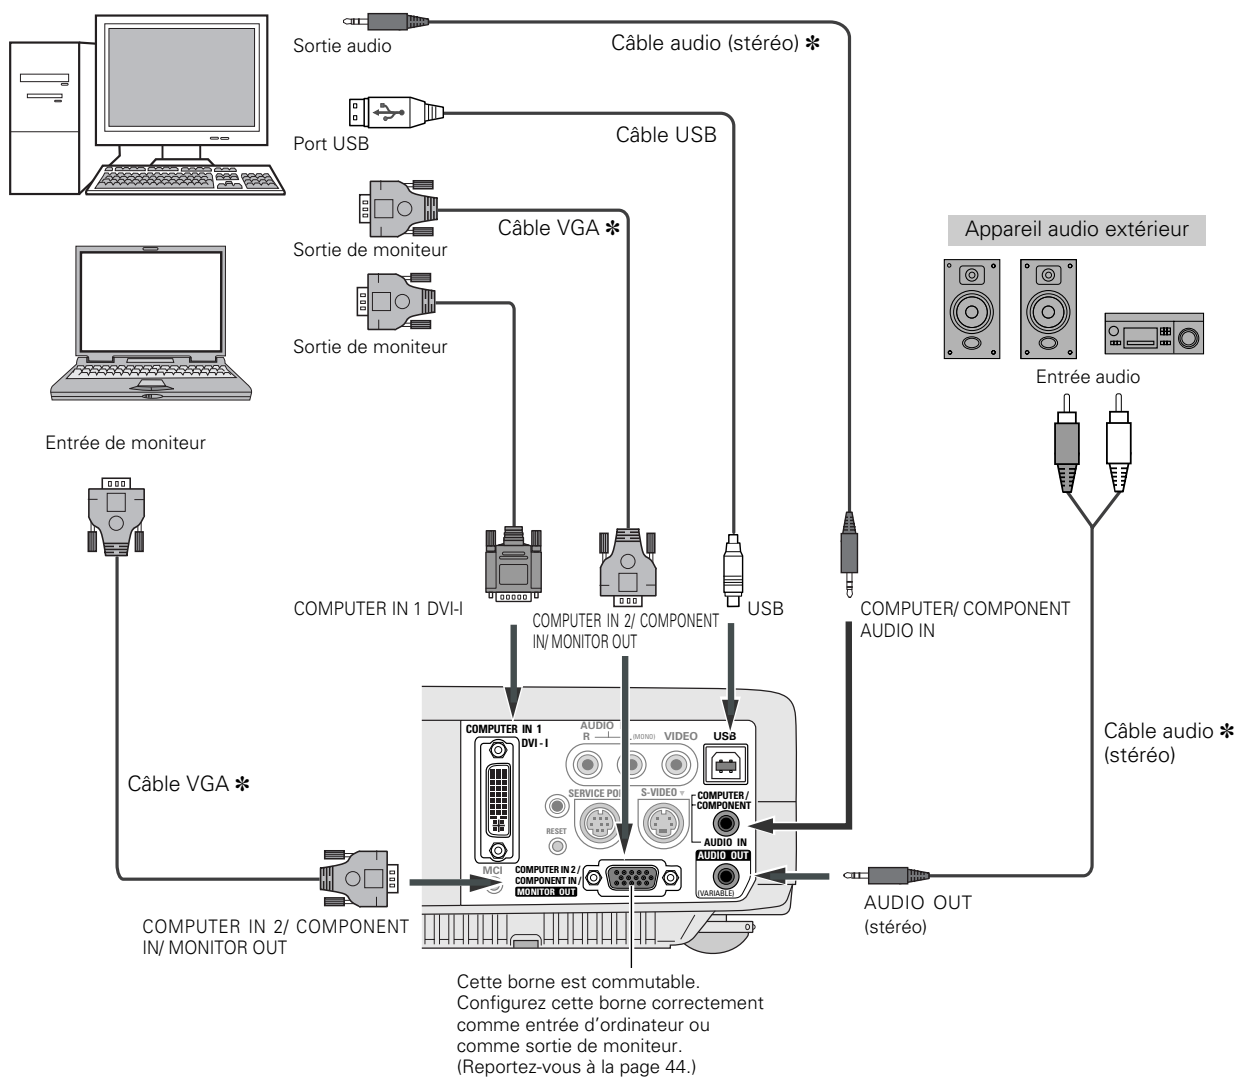 Sortie audio
Câble audio (stéréo) ✻
Port USB
Câble USB
Câble VGA ✻
Sortie de moniteur
Sortie de moniteur
Appareil audio extérieur
Entrée audio
Entrée de moniteur
COMPUTER IN 1 DVI-I
COMPUTER IN 2/ COMPONENT
IN/ MONITOR OUT
USB
COMPUTER/ COMPONENT
AUDIO IN
COMPUTER IN 1
DVI - I
AUDIO
R
(MONO)
VIDEO
USB
Câble audio ✻
(stéréo)
Câble VGA ✻
SERVICE PO
S-VIDEO
COMPUTER /
COMPONENT
RESET
AUDIO IN
AUDIO OUT
MCI
COMPUTER IN 2 /
COMPONENT IN /
MONITOR OUT
(VARIABLE)
AUDIO OUT
(stéréo)
COMPUTER IN 2/ COMPONENT
IN/ MONITOR OUT
Cette borne est commutable.
Configurez cette borne correctement
comme entrée d'ordinateur ou
comme sortie de moniteur.
(Reportez-vous à la page 44.)